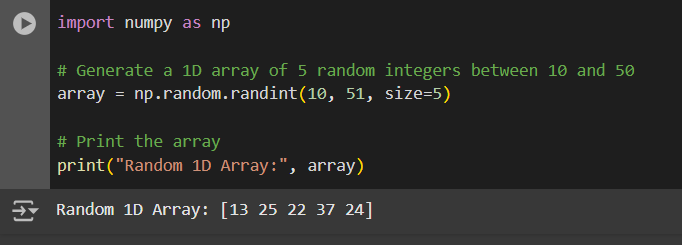 import numpy as np
# Generate a 1D array of 5 random integers between 10 and 50
array = np.random.randint(10, 51, size=5)
# Print the array
print("Random 1D Array:", array)
Random 1D Array: [13 25 22 37 24]